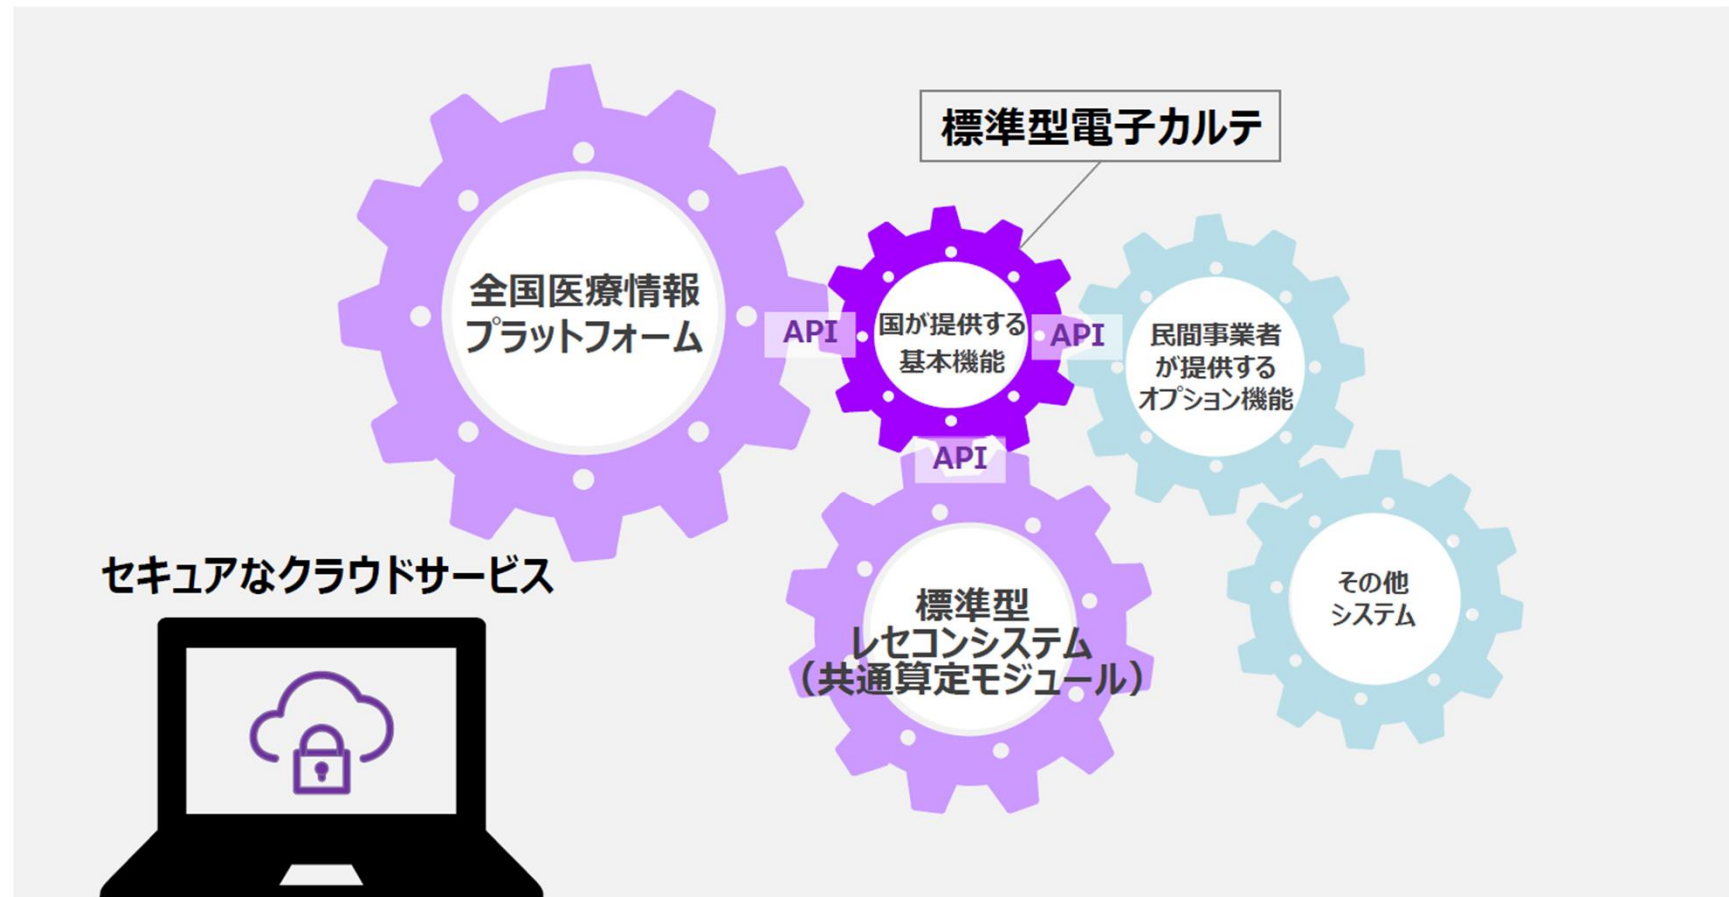 標準型電子カルテ
全国医療情報
プラットフォーム
API
国が提供する
基本機能
API
民間事業者
が提供する
オプション機能
API
標準型
レセコンシステム
（共通算定モジュール）
その他
システム
セキュアなクラウドサービス